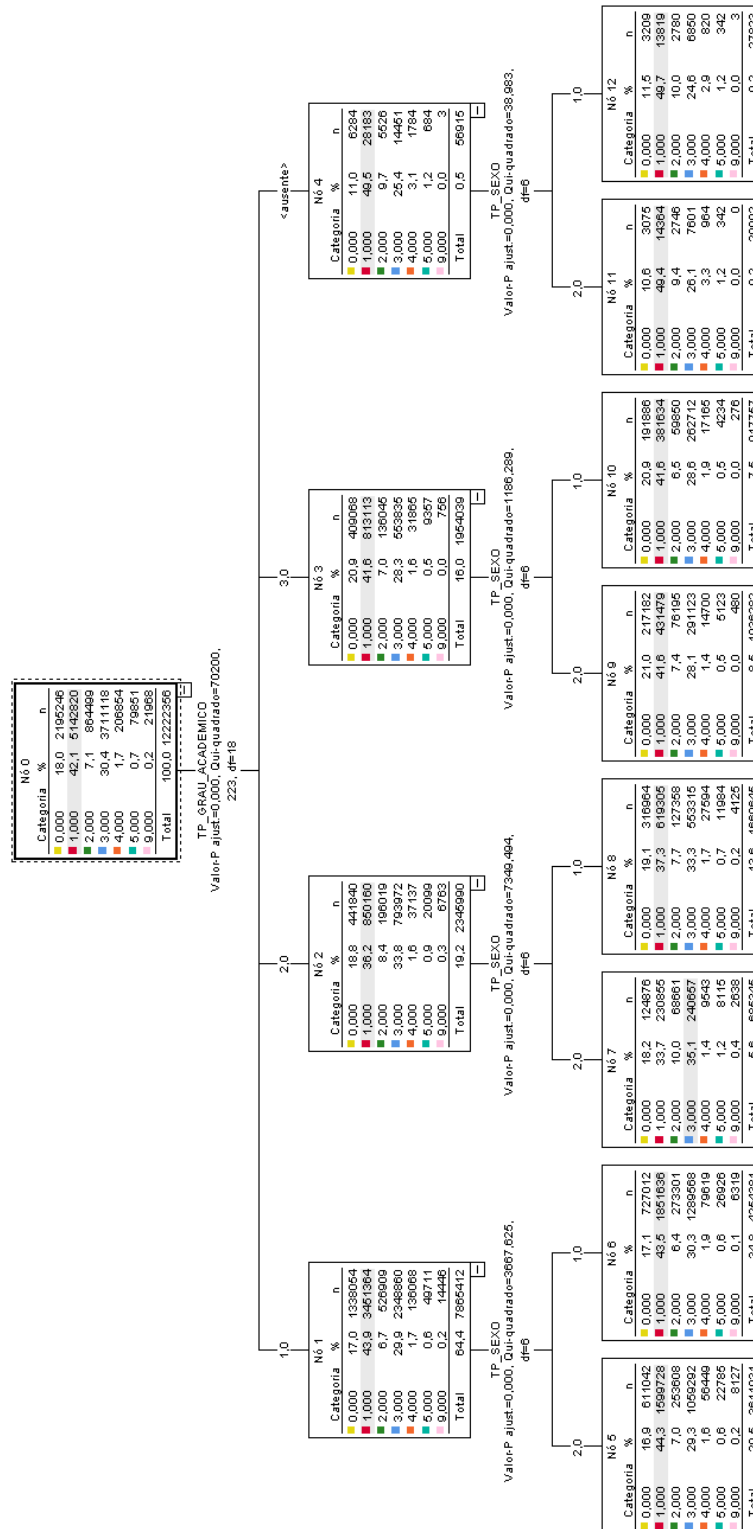 Nó 0
Categoria % n
0,000 18,0 2195246
1,000 42,1 5142820
2,000 7,1 864499
3,000 30,4 3711118
4,000 1,7 206854
5,000 0,7 79851
9,000 0,2 21968
Total 100,0 12222356
TP_GRAU_ACADEMICO
Valor-P ajust.=0,000, Qui-quadrado=70200,
223, df=18
1,0
2,0
3,0
<ausente>
Nó 1
Categoria % n
0,000 17,0 1338054
1,000 43,9 3451364
2,000 6,7 526909
3,000 29,9 2348860
4,000 1,7 136068
5,000 0,6 49711
9,000 0,2 14446
Total 64,4 7865412
TP_SEXO
Valor-P ajust.=0,000, Qui-quadrado=3667,625,
df=6
Nó 2
Categoria % n
0,000 18,8 441840
1,000 36,2 850160
2,000 8,4 196019
3,000 33,8 793972
4,000 1,6 37137
5,000 0,9 20099
9,000 0,3 6763
Total 19,2 2345990
TP_SEXO
Valor-P ajust.=0,000, Qui-quadrado=7349,494,
df=6
Nó 3
Categoria % n
0,000 20,9 409068
1,000 41,6 813113
2,000 7,0 136045
3,000 28,3 553835
4,000 1,6 31865
5,000 0,5 9357
9,000 0,0 756
Total 16,0 1954039
TP_SEXO
Valor-P ajust.=0,000, Qui-quadrado=1186,289,
df=6
Nó 4
Categoria % n
0,000 11,0 6284
1,000 49,5 28183
2,000 9,7 5526
3,000 25,4 14451
4,000 3,1 1784
5,000 1,2 684
9,000 0,0 3
Total 0,5 56915
TP_SEXO
Valor-P ajust.=0,000, Qui-quadrado=38,983,
df=6
2,0
1,0
2,0
1,0
2,0
1,0
2,0
1,0
Nó 5
Categoria % n
0,000 16,9 611042
1,000 44,3 1599728
2,000 7,0 253608
3,000 29,3 1059292
4,000 1,6 56449
5,000 0,6 22785
9,000 0,2 8127
Total
Nó 6
Categoria % n
0,000 17,1 727012
1,000 43,5 1851636
2,000 6,4 273301
3,000 30,3 1289568
4,000 1,9 79619
5,000 0,6 26926
9,000 0,1 6319
Total
Nó 7
Categoria % n
0,000 18,2 124876
1,000 33,7 230855
2,000 10,0 68661
3,000 35,1 240657
4,000 1,4 9543
5,000 1,2 8115
9,000 0,4 2638
Total
Nó 8
Categoria % n
0,000 19,1 316964
1,000 37,3 619305
2,000 7,7 127358
3,000 33,3 553315
4,000 1,7 27594
5,000 0,7 11984
9,000 0,2 4125
Total
Nó 9
Categoria % n
0,000 21,0 217182
1,000 41,6 431479
2,000 7,4 76195
3,000 28,1 291123
4,000 1,4 14700
5,000 0,5 5123
9,000 0,0 480
Total
Nó 10
Categoria % n
0,000 20,9 191886
1,000 41,6 381634
2,000 6,5 59850
3,000 28,6 262712
4,000 1,9 17165
5,000 0,5 4234
9,000 0,0 276
Total
Nó 11
Categoria % n
0,000 10,6 3075
1,000 49,4 14364
2,000 9,4 2746
3,000 26,1 7601
4,000 3,3 964
5,000 1,2 342
9,000 0,0 0
Total
Nó 12
Categoria % n
0,000 11,5 3209
1,000 49,7 13819
2,000 10,0 2780
3,000 24,6 6850
4,000 2,9 820
5,000 1,2 342
9,000 0,0 3
Total